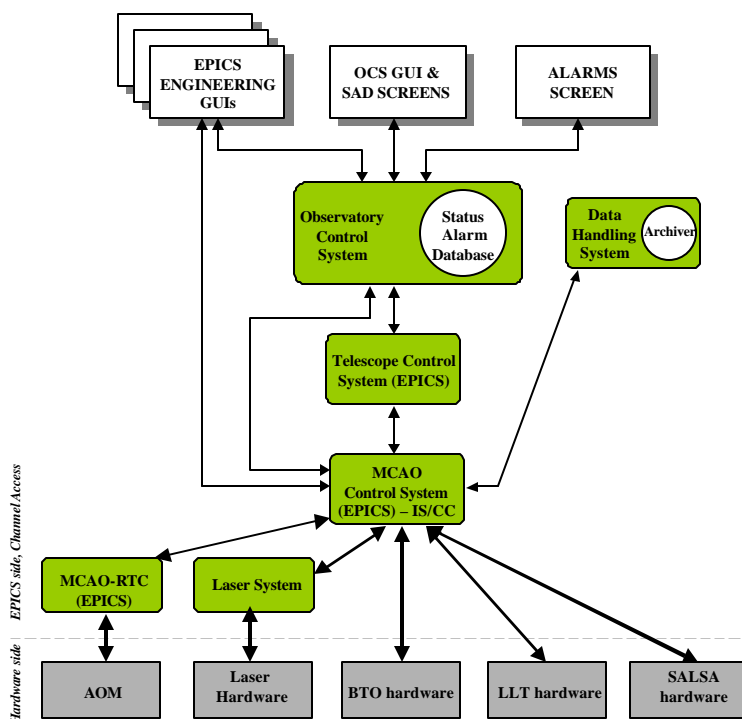 EPICS
ENGINEERING
GUIs
OCS GUI &
SAD SCREENS
ALARMS
SCREEN
Observatory
Control
System
Status
Alarm
Database
Data
Handling
System
Archiver
Telescope Control
System (EPICS)
MCAO
Control System
(EPICS) – IS/CC
EPICS side, Channel Access
MCAO-RTC
(EPICS)
Laser System
Hardware side
AOM
Laser
Hardware
BTO hardware
LLT hardware
SALSA
hardware